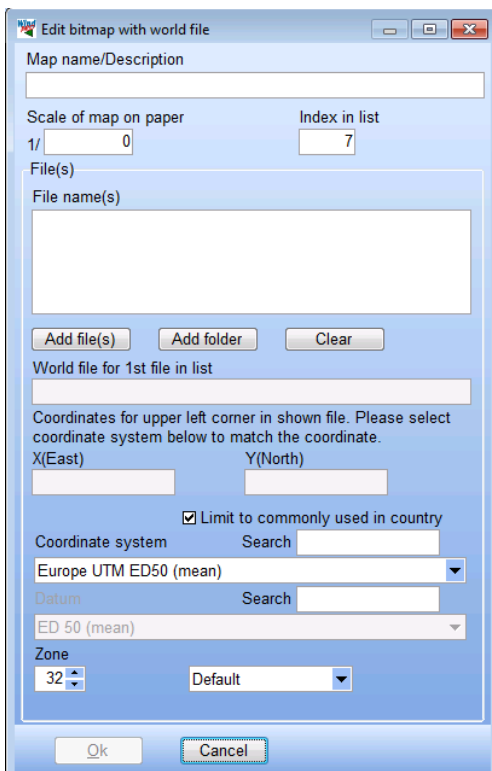 Wind Edit bitmap with world file
Map name/Description
Scale of map on paper Index in list
1/ 0 7
File(s)
File name(s)
Add file(s) Add folder Clear
World file for 1st file in list
Coordinates for upper left corner in shown file. Please select
coordinate system below to match the coordinate.
X(East) Y(North)
Limit to commonly used in country
Coordinate system Search
Europe UTM ED50 (mean)
Datum Search
ED 50 (mean)
Zone
32 Default
Ok Cancel